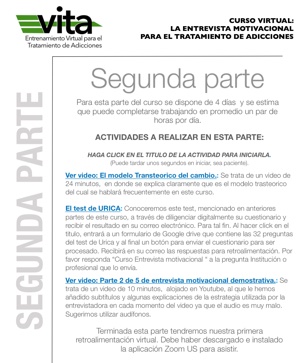 vita
Entrenamiento Virtual para el
Tratamiento de Adicciones
CURSO VIRTUAL:
LA ENTREVISTA MOTIVACIONAL
PARA EL TRATAMIENTO DE ADICCIONES
SEGUNDA PARTE
Segunda parte
Para esta parte del curso se dispone de 4 días y se estima
que puede completarse trabajando en promedio un par de
horas por día.
ACTIVIDADES A REALIZAR EN ESTA PARTE:
HAGA CLICK EN EL TITULO DE LA ACTIVIDAD PARA INICIARLA.
(Puede tardar unos segundos en iniciar, sea paciente).
Ver video: El modelo Transteorico del cambio.: Se trata de un video de
24 minutos, en donde se explica claramente que es el modelo trasteorico
del cual se hablará frecuentemente en este curso.
El test de URICA: Conoceremos este test, mencionado en anteriores
partes de este curso, a través de diligenciar digitalmente su cuestionario y
recibir el resultado en su correo electrónico. Para tal fin. Al hacer click en el
titulo, entrará a un formulario de Google drive que contiene las 32 preguntas
del test de Urica y al final un botón para enviar el cuestionario para ser
procesado. Recibirá en su correo las respuestas para retroalimentación. Por
favor responda "Curso Entrevista motivacional " a la pregunta Institución o
profesional que lo envía.
Ver video: Parte 2 de 5 de entrevista motivacional demostrativa.: Se
trata de un video de 10 minutos, alojado en Youtube, al que le hemos
añadido subtítulos y algunas explicaciones de la estrategia utilizada por la
entrevistadora en cada momento del video ya que el audio es muy malo.
Sugerimos utilizar audífonos.
Terminada esta parte tendremos nuestra primera
retroalimentación virtual. Debe haber descargado e instalado
la aplicación Zoom US para asistir.